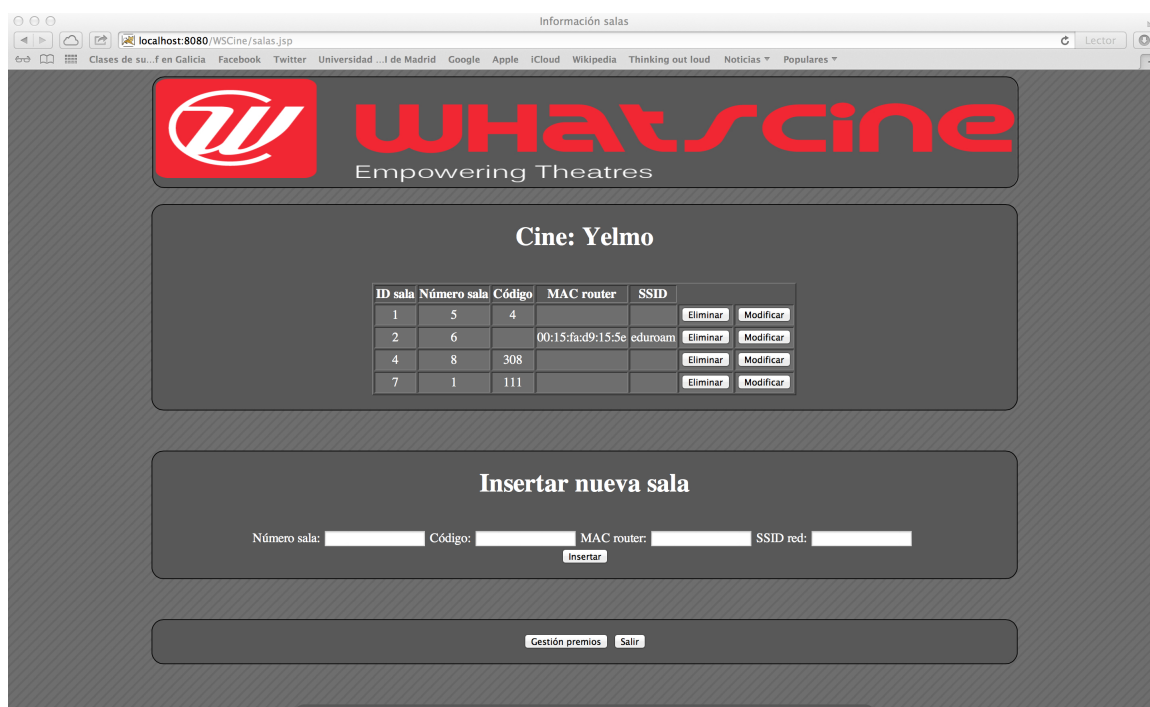 Información salas
localhost:8080/WSCine/salas.jsp
Lector
Clases de su...f en Galicia Facebook Twitter Universidad ...l de Madrid Google Apple iCloud Wikipedia Thinking out loud Noticias Populares
W whatscine
Empowering Theatres
Cine: Yelmo
ID sala Número sala Código MAC router SSID
1 5 4 Eliminar Modificar
2 6 00:15:fa:d9:15:5e eduroam Eliminar Modificar
4 8 308 Eliminar Modificar
7 1 111 Eliminar Modificar
Insertar nueva sala
Número sala: Código: MAC router: SSID red:
Insertar
Gestión premios Salir